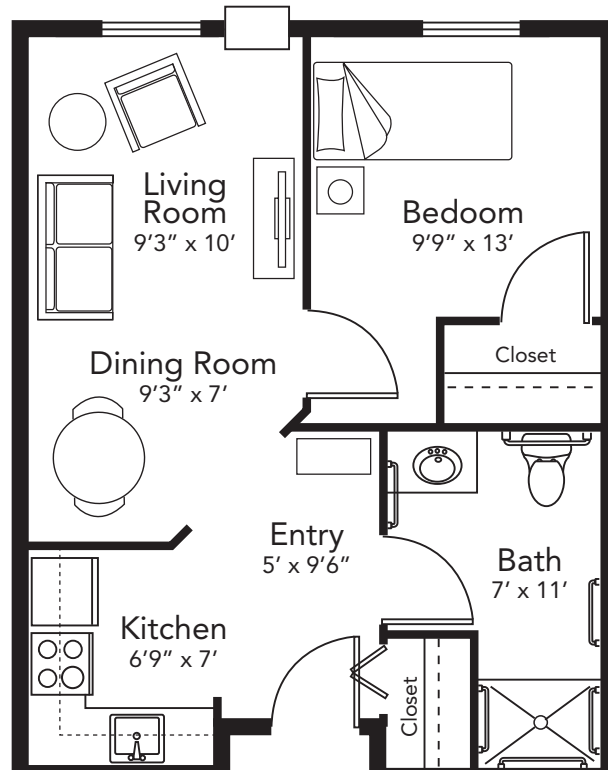 Living
Room
9'3" x 10'
Bedoom
9'9" x 13'
Closet
Dining Room
9'3" x 7'
Entry
5' x 9'6"
Bath
7' x 11'
Kitchen
6'9" x 7'
Closet